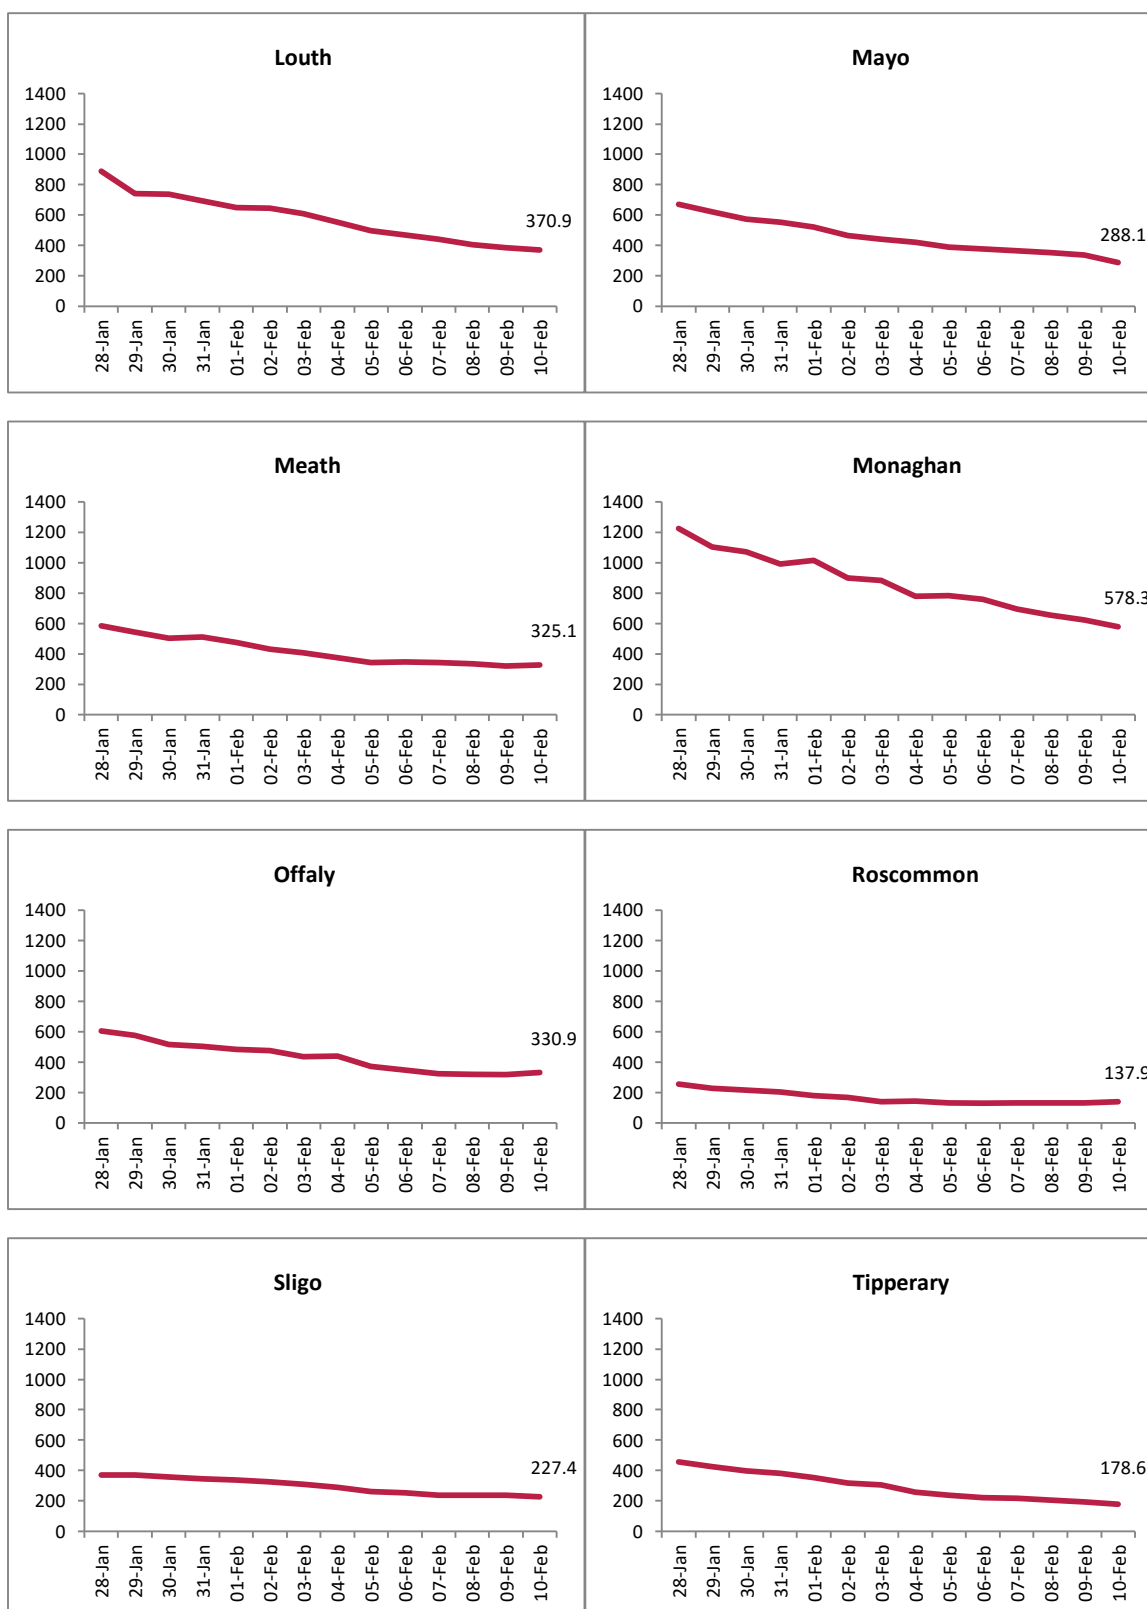 Louth
1400
1200
1000
800
600
400
200
0
370.9
28-Jan
29-Jan
30-Jan
31-Jan
01-Feb
02-Feb
03-Feb
04-Feb
05-Feb
06-Feb
07-Feb
08-Feb
09-Feb
10-Feb
Mayo
1400
1200
1000
800
600
400
200
0
288.1
28-Jan
29-Jan
30-Jan
31-Jan
01-Feb
02-Feb
03-Feb
04-Feb
05-Feb
06-Feb
07-Feb
08-Feb
09-Feb
10-Feb
Meath
1400
1200
1000
800
600
400
200
0
325.1
28-Jan
29-Jan
30-Jan
31-Jan
01-Feb
02-Feb
03-Feb
04-Feb
05-Feb
06-Feb
07-Feb
08-Feb
09-Feb
10-Feb
Monaghan
1400
1200
1000
800
600
400
200
0
578.3
28-Jan
29-Jan
30-Jan
31-Jan
01-Feb
02-Feb
03-Feb
04-Feb
05-Feb
06-Feb
07-Feb
08-Feb
09-Feb
10-Feb
Offaly
1400
1200
1000
800
600
400
200
0
330.9
28-Jan
29-Jan
30-Jan
31-Jan
01-Feb
02-Feb
03-Feb
04-Feb
05-Feb
06-Feb
07-Feb
08-Feb
09-Feb
10-Feb
Roscommon
1400
1200
1000
800
600
400
200
0
137.9
28-Jan
29-Jan
30-Jan
31-Jan
01-Feb
02-Feb
03-Feb
04-Feb
05-Feb
06-Feb
07-Feb
08-Feb
09-Feb
10-Feb
Sligo
1400
1200
1000
800
600
400
200
0
227.4
28-Jan
29-Jan
30-Jan
31-Jan
01-Feb
02-Feb
03-Feb
04-Feb
05-Feb
06-Feb
07-Feb
08-Feb
09-Feb
10-Feb
Tipperary
1400
1200
1000
800
600
400
200
0
178.6
28-Jan
29-Jan
30-Jan
31-Jan
01-Feb
02-Feb
03-Feb
04-Feb
05-Feb
06-Feb
07-Feb
08-Feb
09-Feb
10-Feb